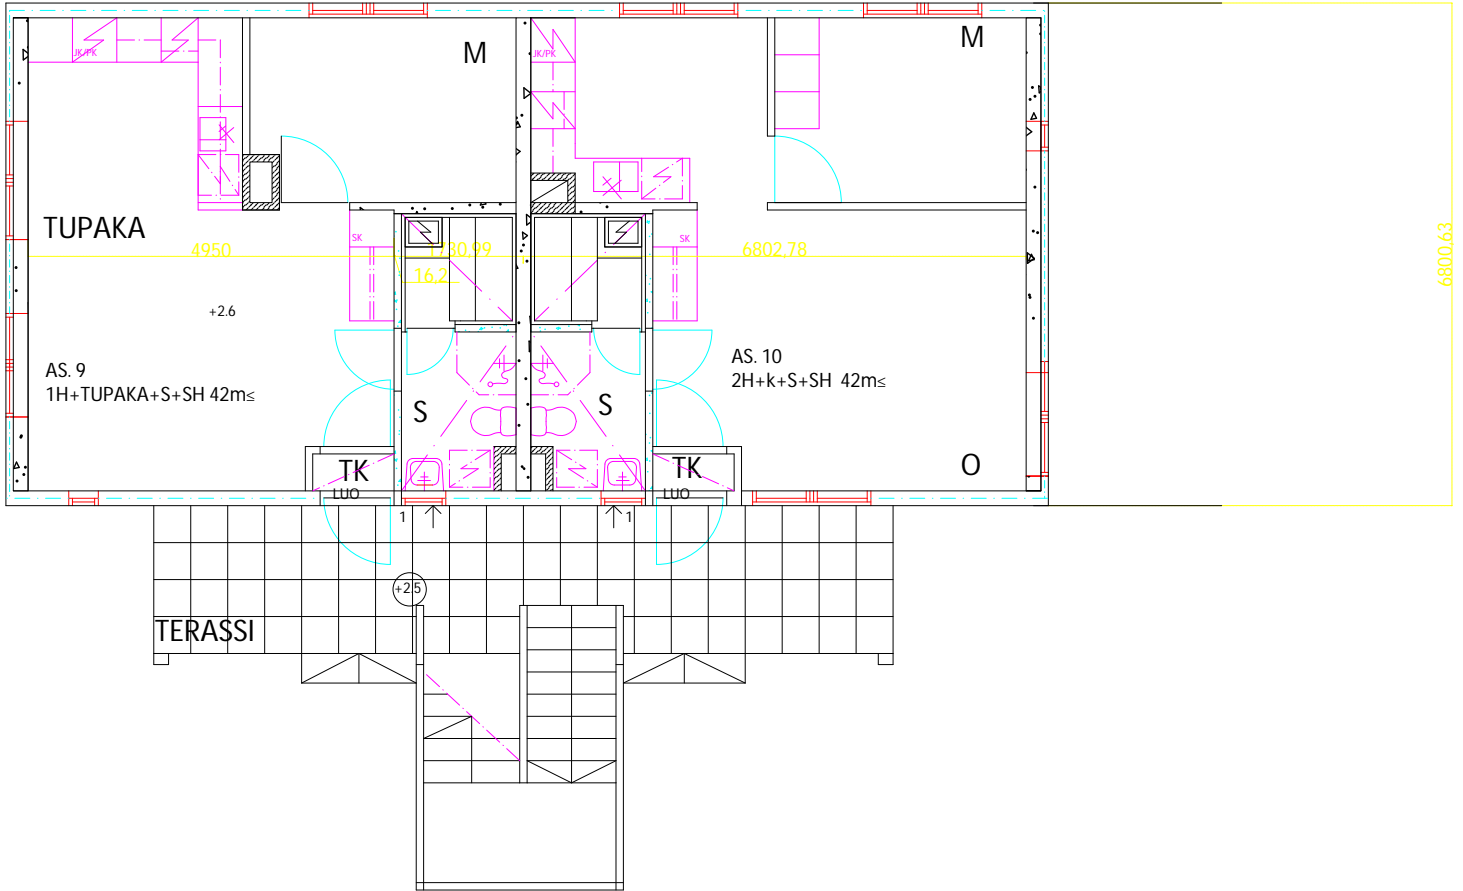 M
M
JK/PK
JK/PK
TUPAKA
SK
SK
4950
1730.99
6802.78
6800.63
16.2
+2.6
AS. 9
1H+TUPAKA+S+SH 42m≤
AS. 10
2H+k+S+SH 42m≤
S
S
TK
TK
O
LUO
LUO
1
1
+2.5
TERASSI